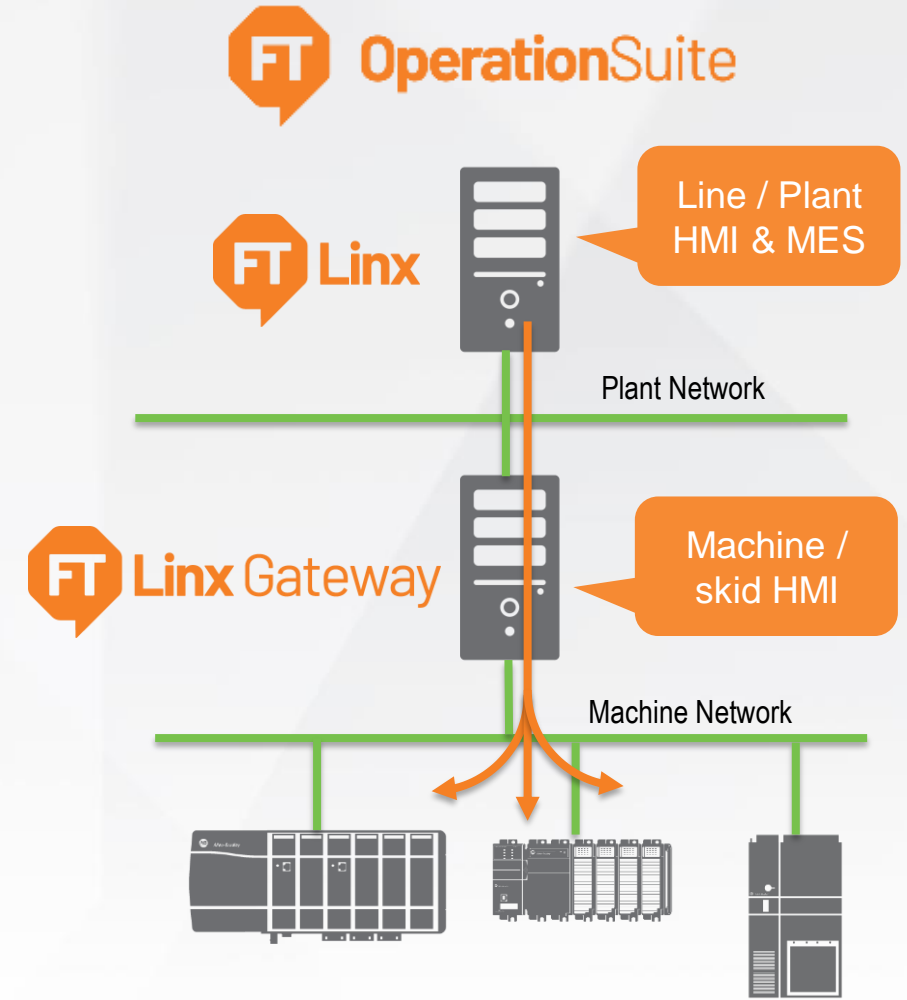 FT OperationSuite
Line / Plant
HMI & MES
FT Linx
Plant Network
FT Linx Gateway
Machine /
skid HMI
Machine Network